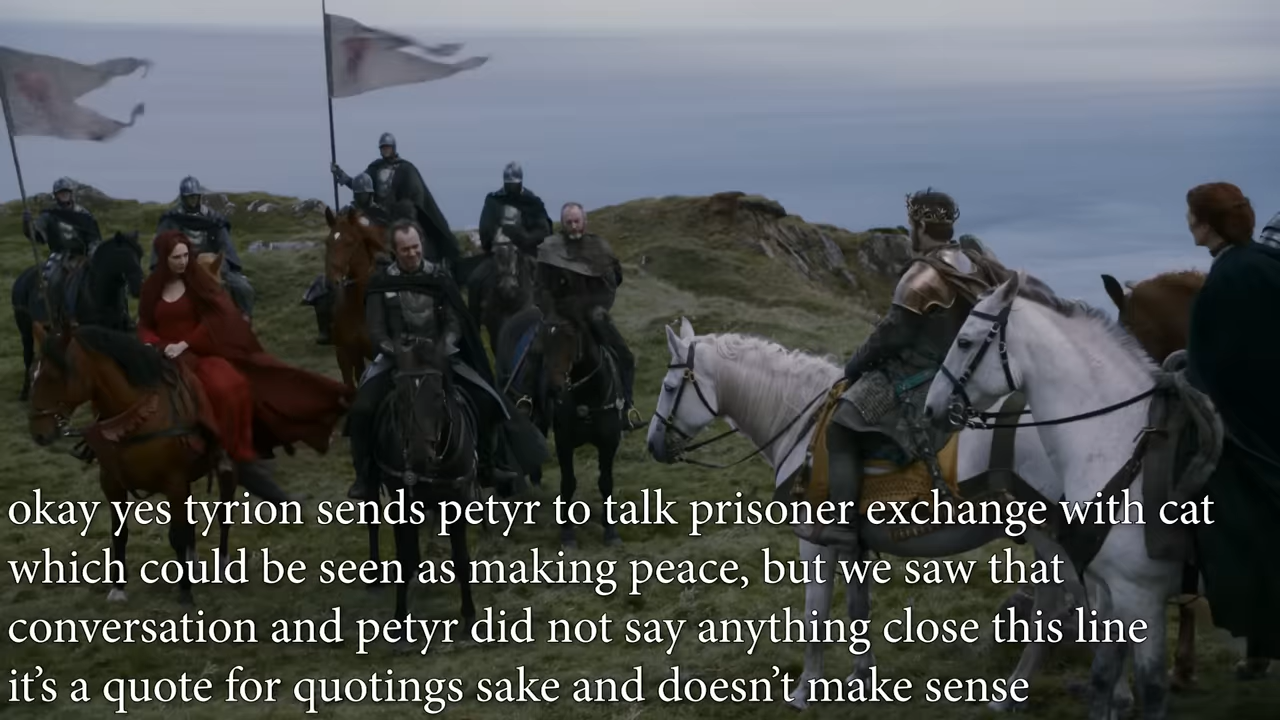 okay yes tyrion sends petyr to talk prisoner exchange with cat
which could be seen as making peace, but we saw that
conversation and petyr did not say anything close this line
it’s a quote for quotings sake and doesn’t make sense